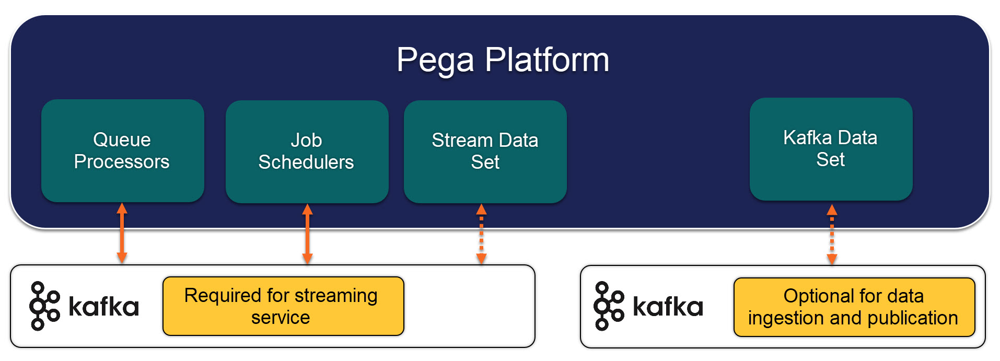 Pega Platform
Queue
Processors
Job
Schedulers
Stream Data
Set
Kafka Data
Set
kafka
Required for streaming
service
kafka
Optional for data
ingestion and publication